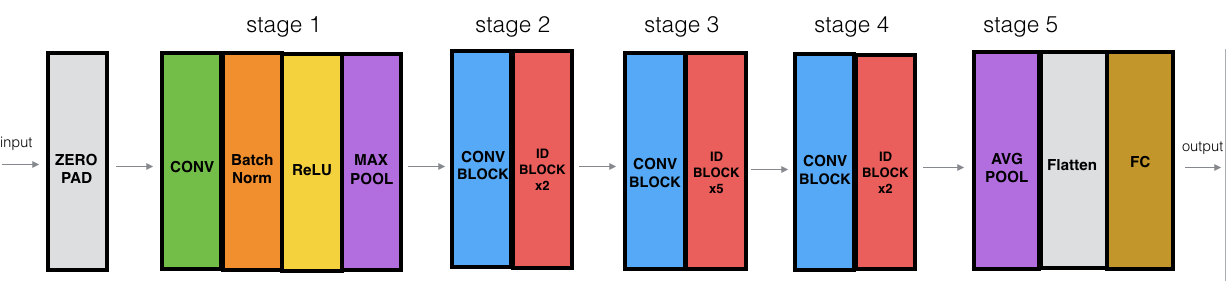 stage 1
stage 2
stage 3
stage 4
stage 5
input
ZERO
PAD
CONV
Batch
Norm
ReLU
MAX
POOL
CONV
BLOCK
ID
BLOCK
x2
CONV
BLOCK
ID
BLOCK
x5
CONV
BLOCK
ID
BLOCK
x2
AVG
POOL
Flatten
FC
output